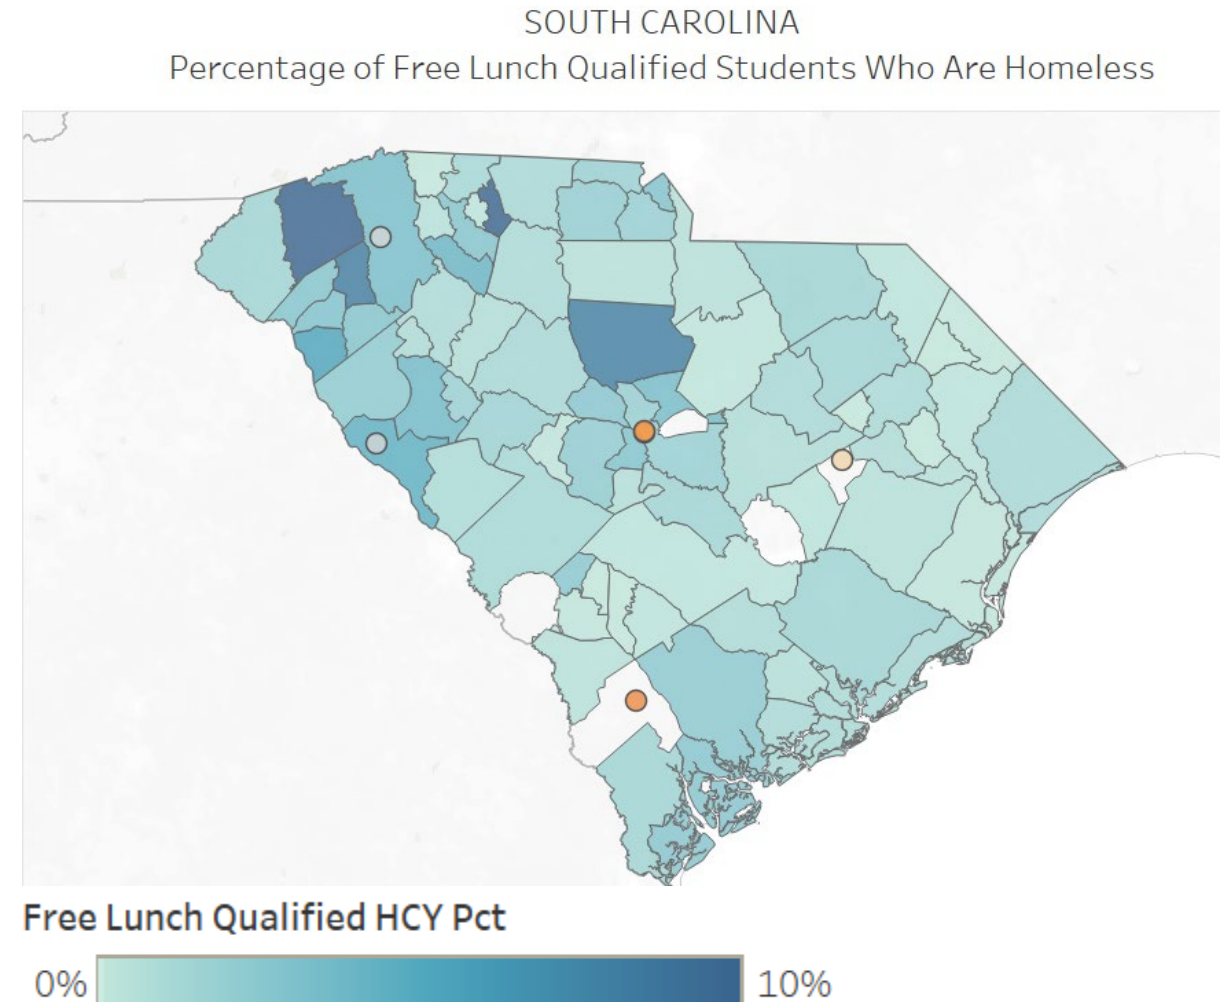 SOUTH CAROLINA
Percentage of Free Lunch Qualified Students Who Are Homeless
Free Lunch Qualified HCY Pct
0% 10%